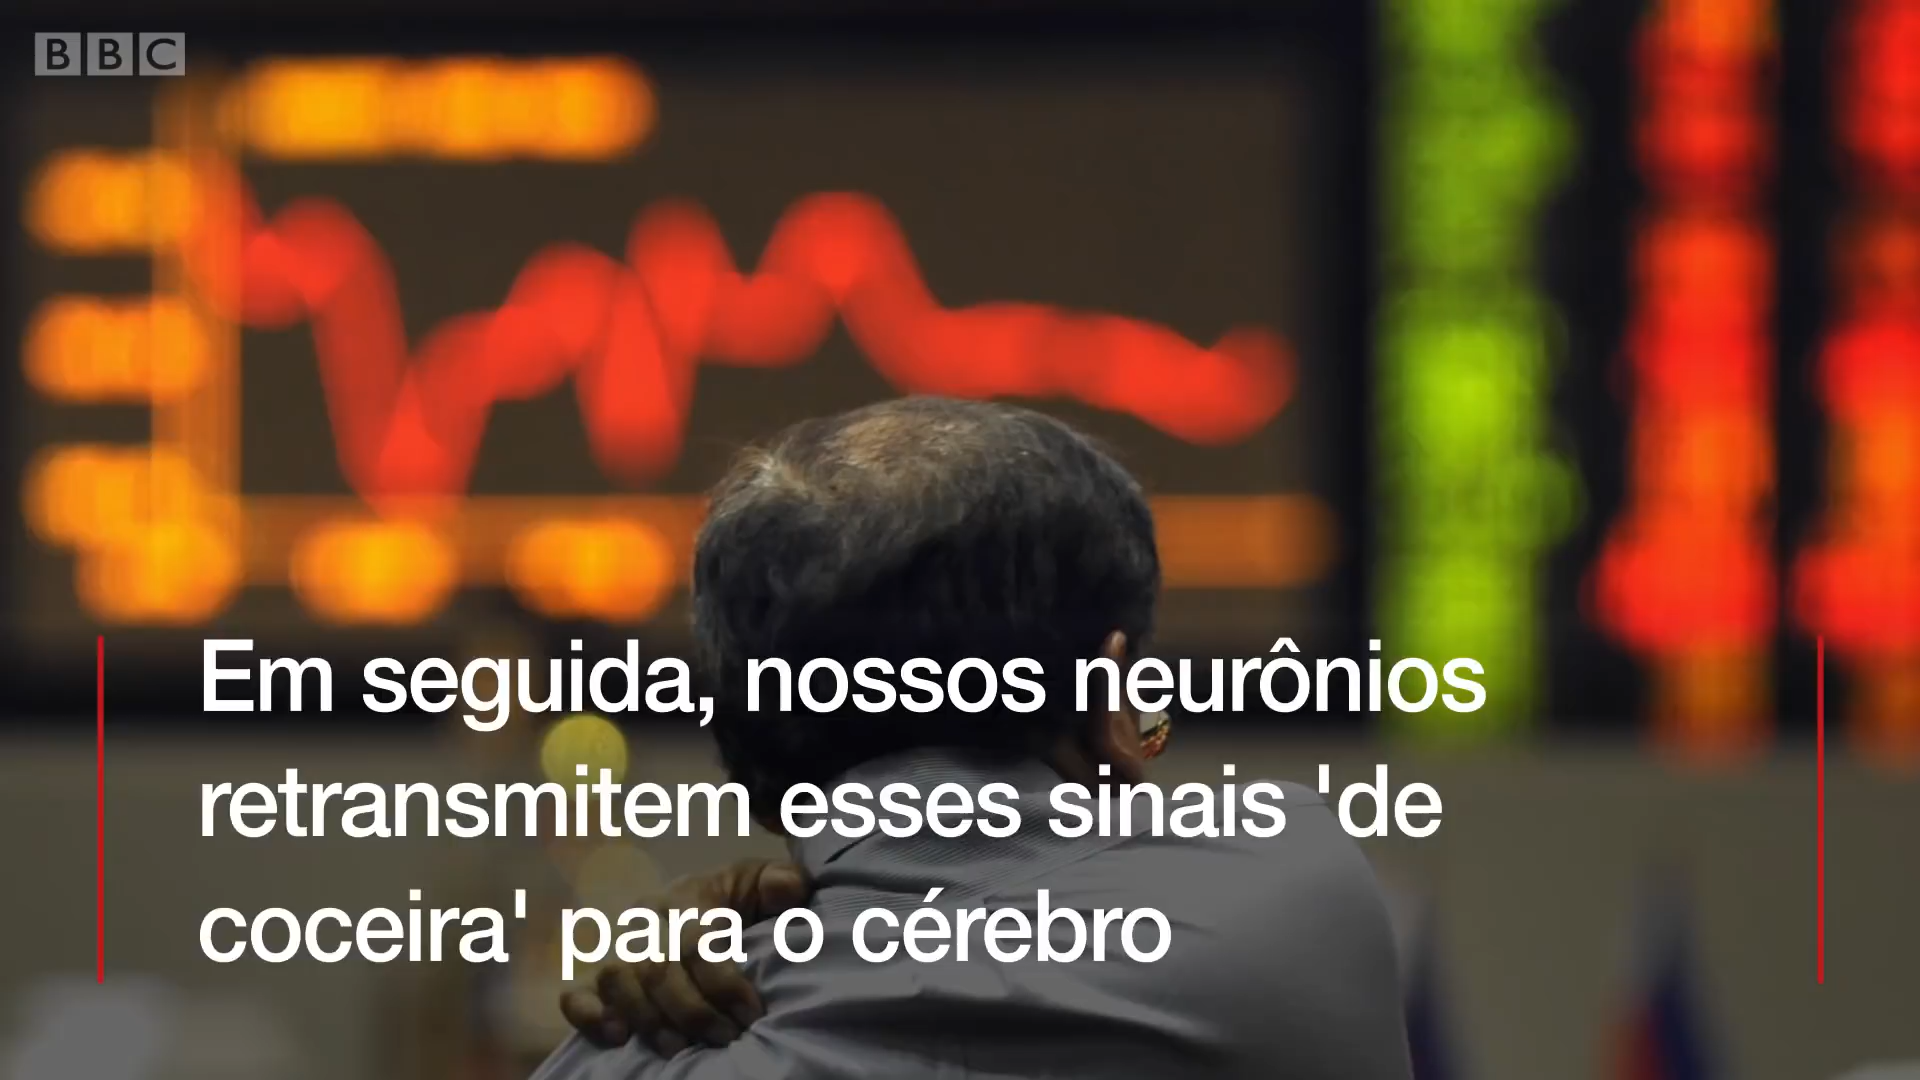 BBC
Em seguida, nossos neurônios
retransmitem esses sinais 'de
coceira' para o cérebro